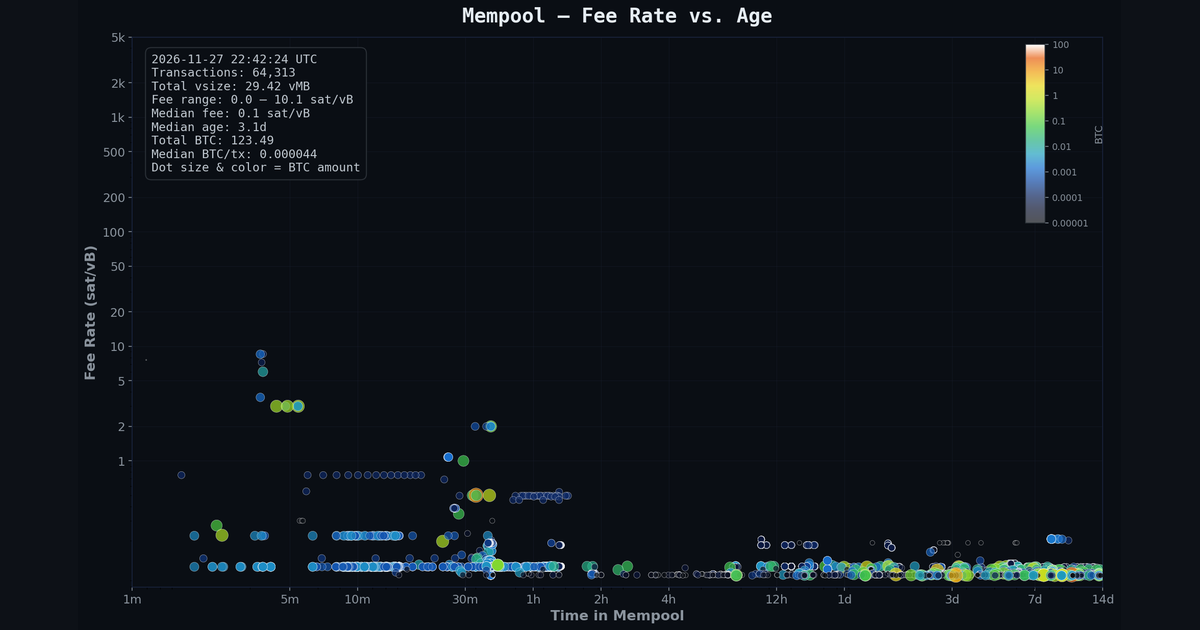 Mempool — Fee Rate vs. Age
2026-11-27 22:42:24 UTC
Transactions: 64,313
Total vsize: 29.42 vMB
Fee range: 0.0 — 10.1 sat/vB
Median fee: 0.1 sat/vB
Median age: 3.1d
Total BTC: 123.49
Median BTC/tx: 0.000044
Dot size & color = BTC amount
100
10
1
0.1
0.01
0.001
0.0001
0.00001
BTC
Fee Rate (sat/vB)
5k
2k
1k
500
200
100
50
20
10
5
2
1
1m
5m
10m
30m
1h
2h
4h
12h
1d
3d
7d
14d
Time in Mempool